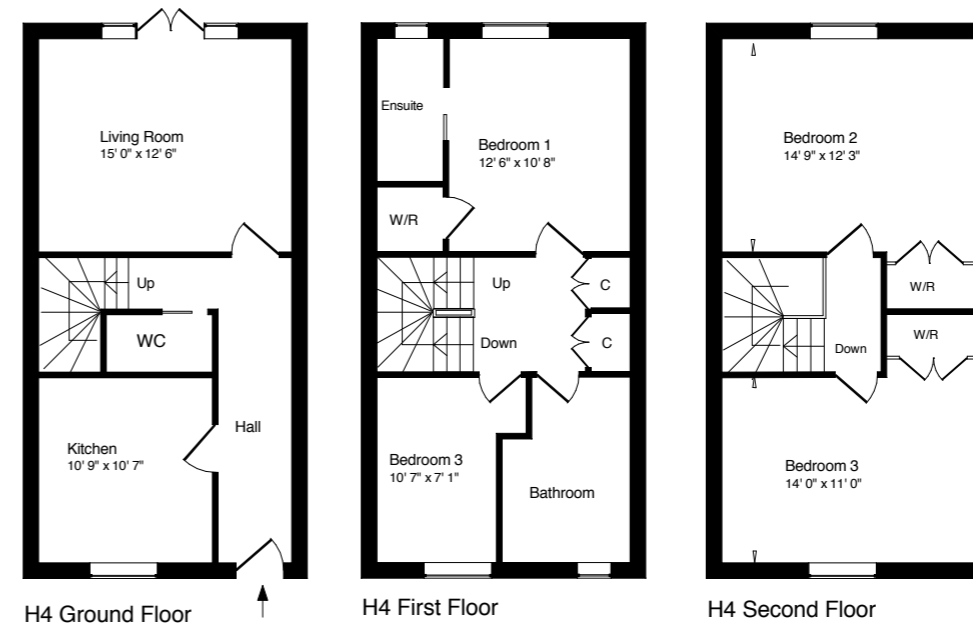 Living Room
15' 0" x 12' 6"
Up
WC
Hall
Kitchen
10' 9" x 10' 7"
H4 Ground Floor
Ensuite
Bedroom 1
12' 6" x 10' 8"
W/R
Up
C
Down
C
Bedroom 3
10' 7" x 7' 1"
Bathroom
H4 First Floor
Bedroom 2
14' 9" x 12' 3"
W/R
W/R
Down
Bedroom 3
14' 0" x 11' 0"
H4 Second Floor